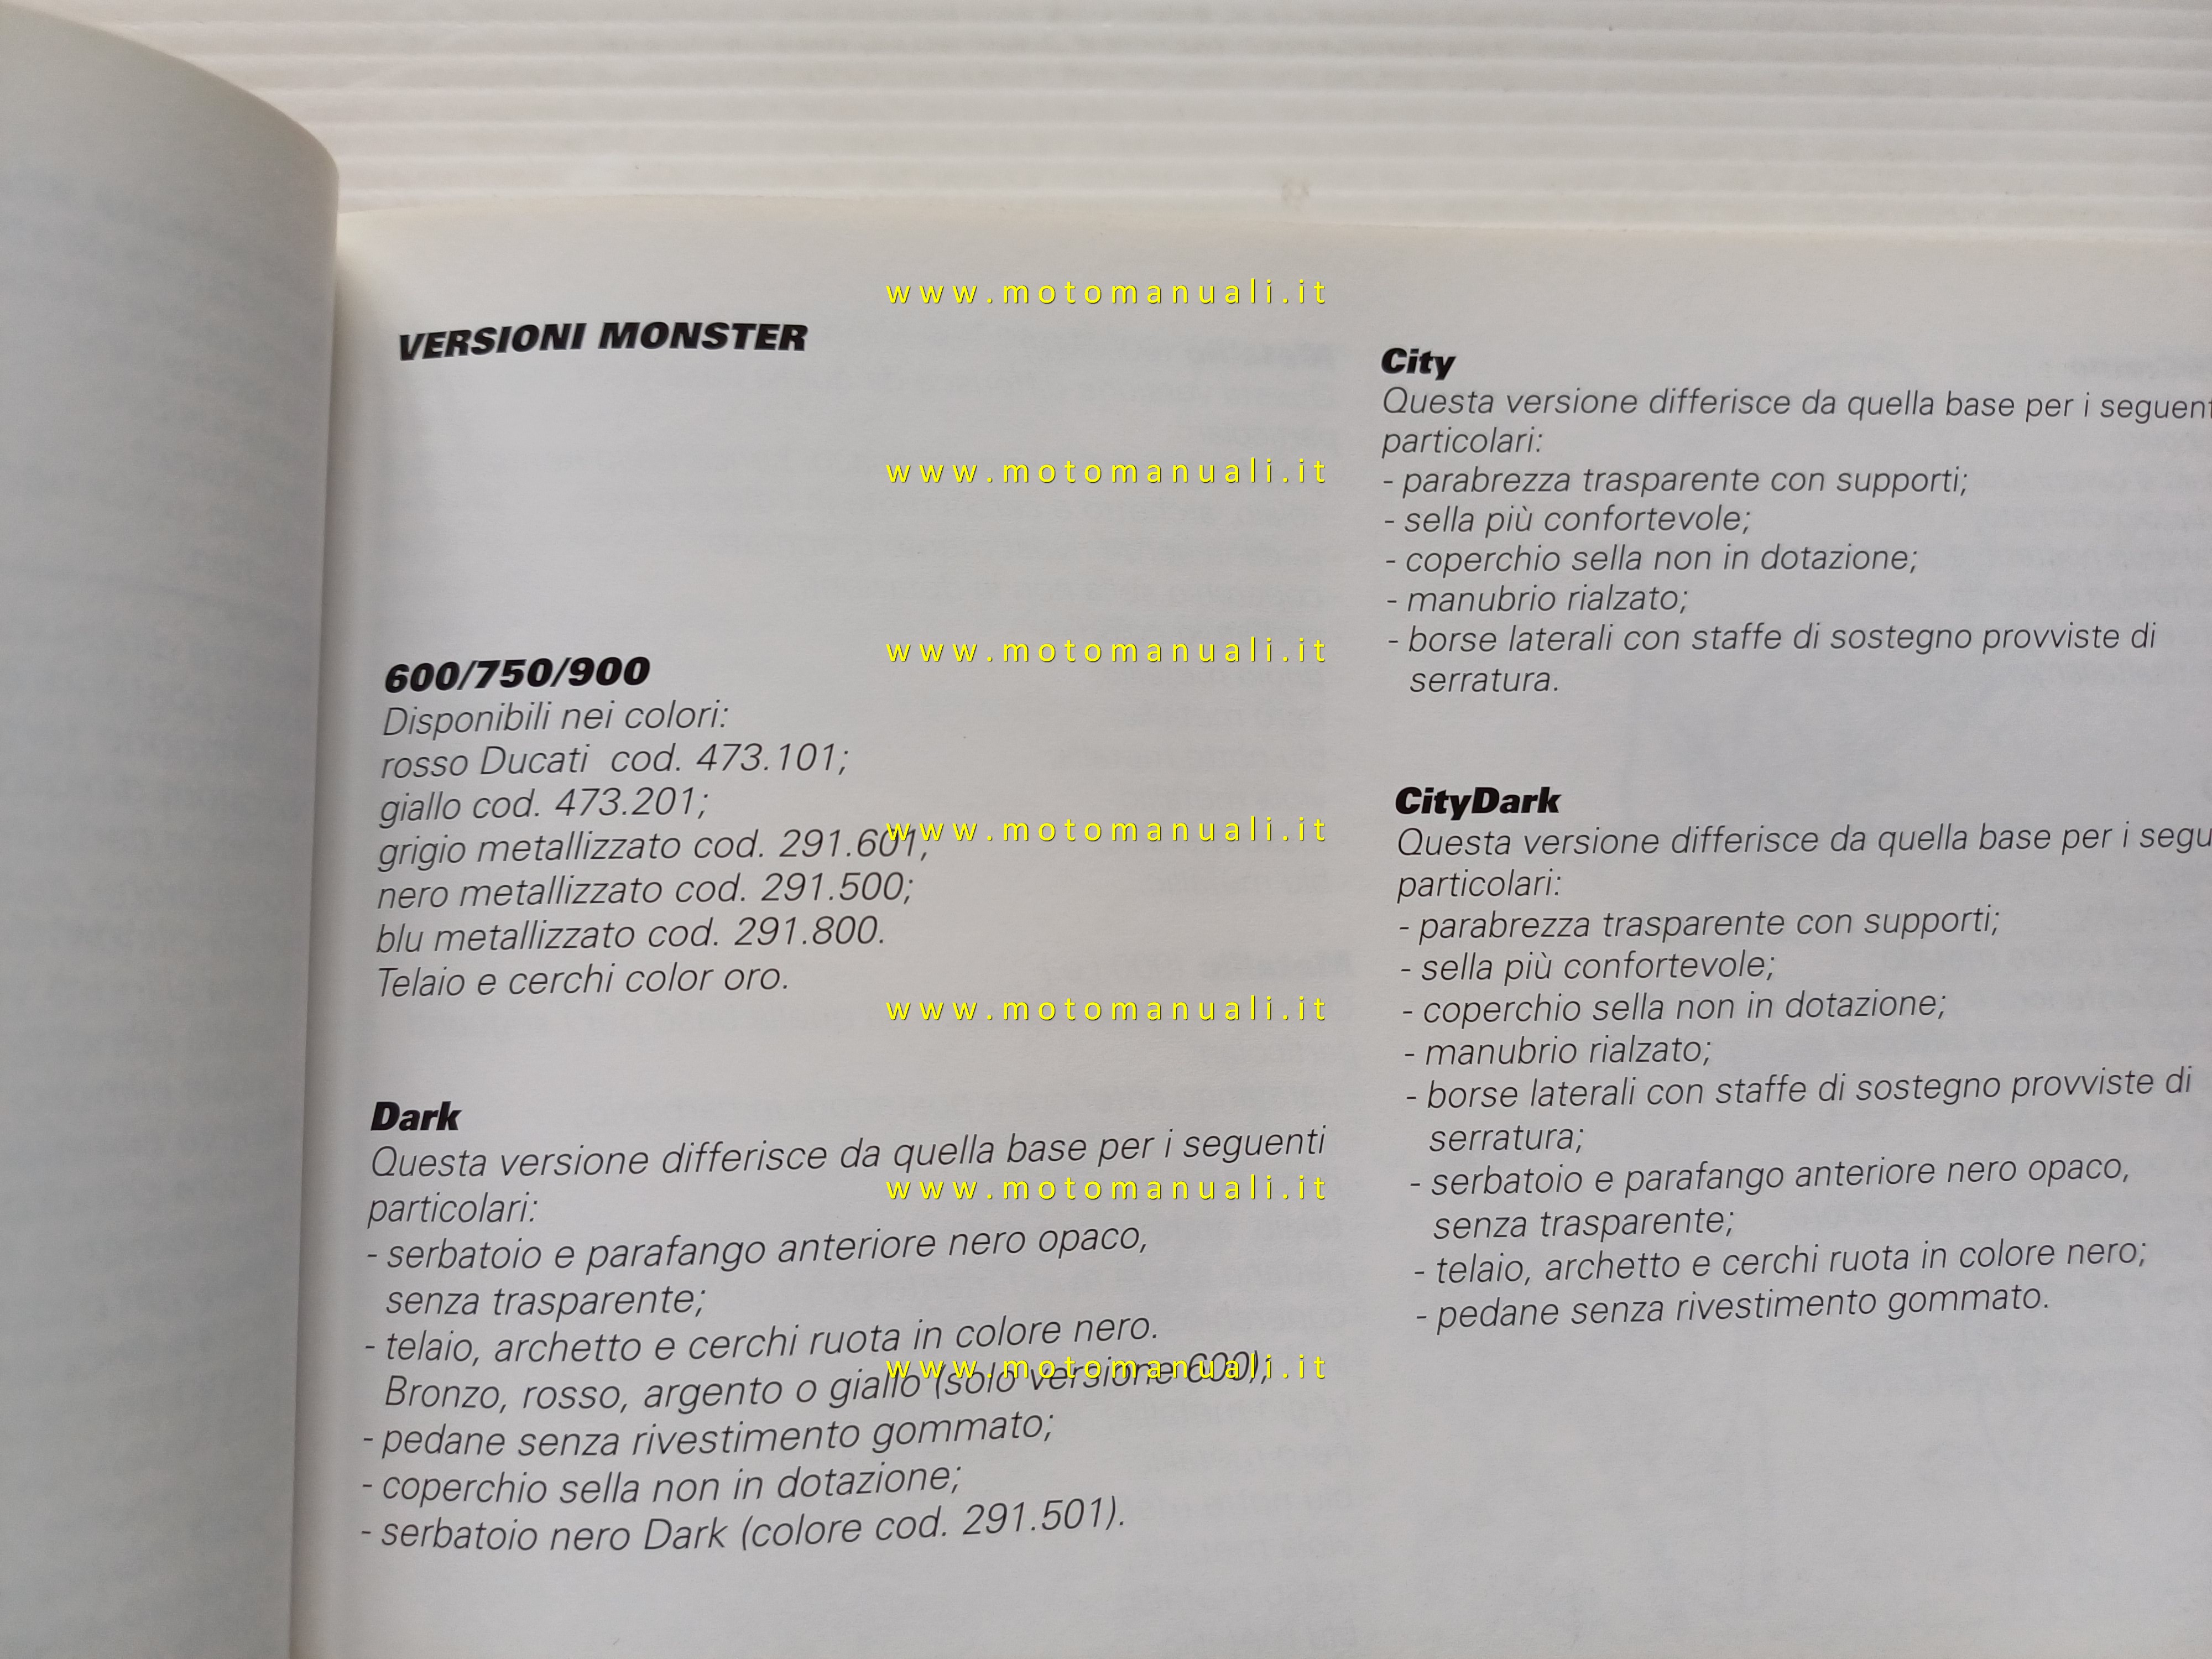 VERSIONI MONSTER
600/750/900
Disponibili nei colori:
rosso Ducati cod. 473.101;
giallo cod. 473.201;
grigio metallizzato cod. 291.601;
nero metallizzato cod. 291.500;
blu metallizzato cod. 291.800.
Telaio e cerchi color oro.
Dark
Questa versione differisce da quella base per i seguenti
particolari:
- serbatoio e parafango anteriore nero opaco,
senza trasparente;
- telaio, archetto e cerchi ruota in colore nero.
Bronzo, rosso, argento o giallo (solo versione 600);
- pedane senza rivestimento gommato;
- coperchio sella non in dotazione;
- serbatoio nero Dark (colore cod. 291.501).
City
Questa versione differisce da quella base per i seguent
particolari:
- parabrezza trasparente con supporti;
- sella più confortevole;
- coperchio sella non in dotazione;
- manubrio rialzato;
- borse laterali con staffe di sostegno provviste di
serratura.
CityDark
Questa versione differisce da quella base per i segu
particolari:
- parabrezza trasparente con supporti;
- sella più confortevole;
- coperchio sella non in dotazione;
- manubrio rialzato;
- borse laterali con staffe di sostegno provviste di
serratura;
- serbatoio e parafango anteriore nero opaco,
senza trasparente;
- telaio, archetto e cerchi ruota in colore nero;
- pedane senza rivestimento gommato.
www.motomanuali.it
www.motomanuali.it
www.motomanuali.it
www.motomanuali.it
www.motomanuali.it
www.motomanuali.it
www.motomanuali.it